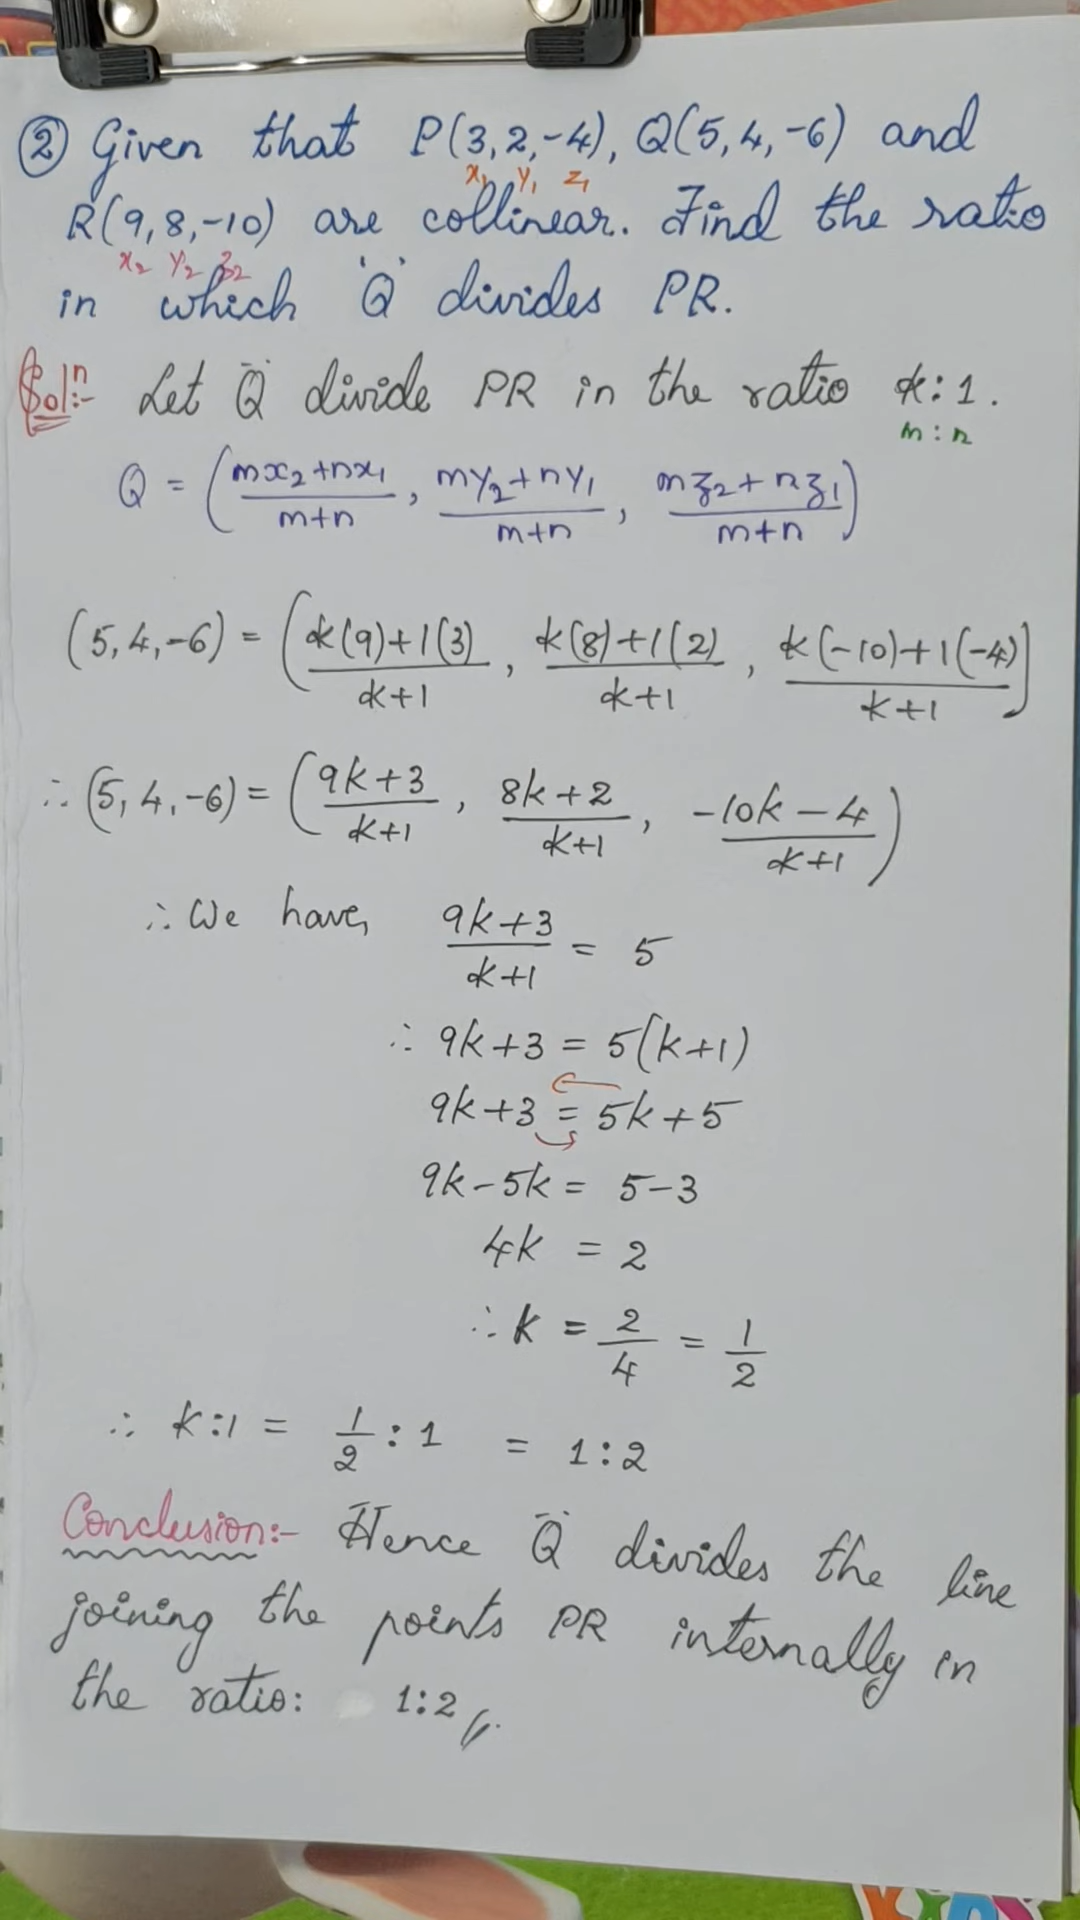 ② Given that P(3,2,-4), Q(5,4,-6) and
x₁ y₁ z₁
R(9,8,-10) are collinear. Find the ratio
x₂ y₂ z₂
in which 'Q' divides PR.
Solⁿ:- Let Q divide PR in the ratio k:1.
m:n
Q = (mx₂+nx₁/m+n, my₂+ny₁/m+n, mz₂+nz₁/m+n)
(5,4,-6) = (k(9)+1(3)/k+1, k(8)+1(2)/k+1, k(-10)+1(-4)/k+1)
∴ (5,4,-6) = (9k+3/k+1, 8k+2/k+1, -10k-4/k+1)
∴ We have, 9k+3/k+1 = 5
∴ 9k+3 = 5(k+1)
9k+3 = 5k+5
9k-5k = 5-3
4k = 2
∴ k = 2/4 = 1/2
∴ k:1 = 1/2 : 1 = 1:2
Conclusion:- Hence Q divides the line
joining the points PR internally in
the ratio: 1:2